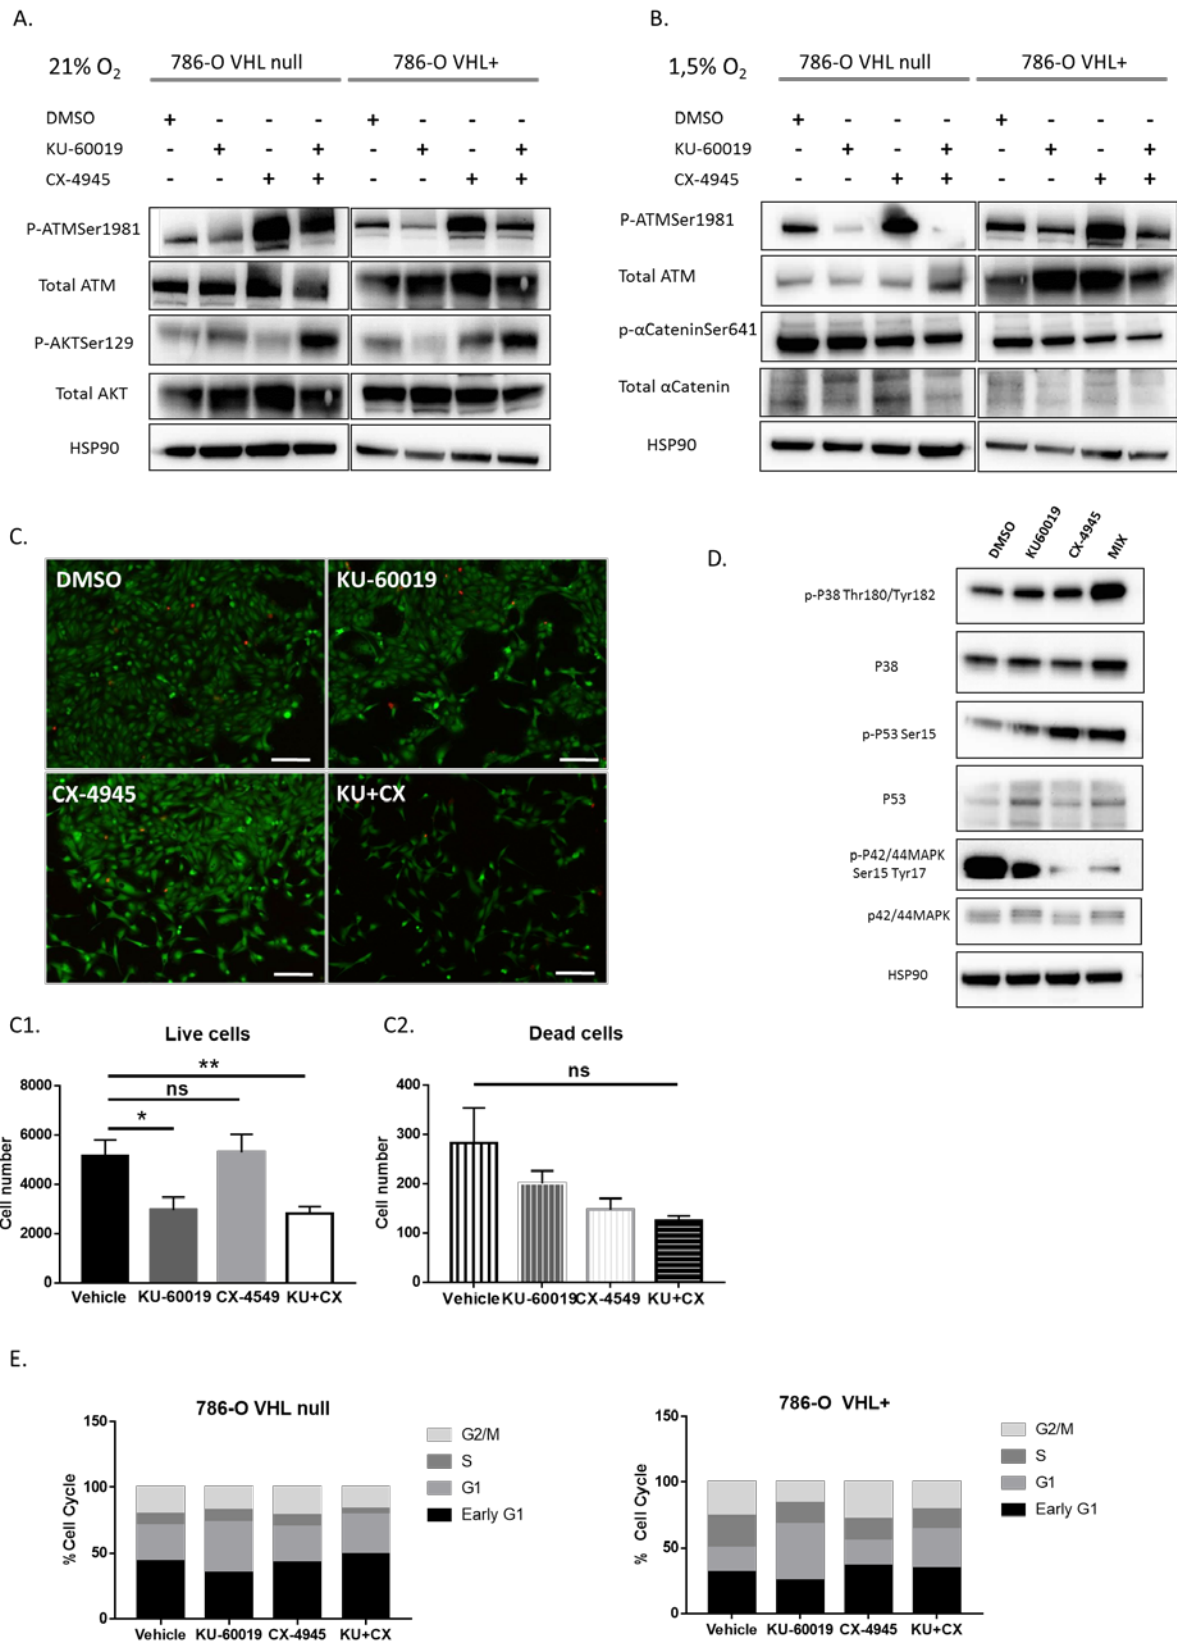 A.
21% O₂ 786-O VHL null 786-O VHL+
DMSO + - - - + - - -
KU-60019 - + - + - + - +
CX-4945 - - + + - - + +
P-ATMSer1981
Total ATM
P-AKTSer129
Total AKT
HSP90
B.
1,5% O₂ 786-O VHL null 786-O VHL+
DMSO + - - - + - - -
KU-60019 - + - + - + - +
CX-4945 - - + + - - + +
P-ATMSer1981
Total ATM
p-αCateninSer641
Total αCatenin
HSP90
C.
DMSO KU-60019
CX-4945 KU+CX
D.
DMSO KU60019 CX-4945 MIX
p-P38 Thr180/Tyr182
P38
p-P53 Ser15
P53
p-P42/44MAPK
Ser15 Tyr17
p42/44MAPK
HSP90
C1.
Live cells
**
ns
*
8000
6000
4000
2000
0
Cell number
Vehicle KU-60019 CX-4549 KU+CX
C2.
Dead cells
ns
400
300
200
100
0
Cell number
Vehicle KU-60019 CX-4549 KU+CX
E.
786-O VHL null
150
100
50
0
% Cell Cycle
G2/M
S
G1
Early G1
Vehicle KU-60019 CX-4945 KU+CX
786-O VHL+
150
100
50
0
% Cell Cycle
G2/M
S
G1
Early G1
Vehicle KU-60019 CX-4945 KU+CX